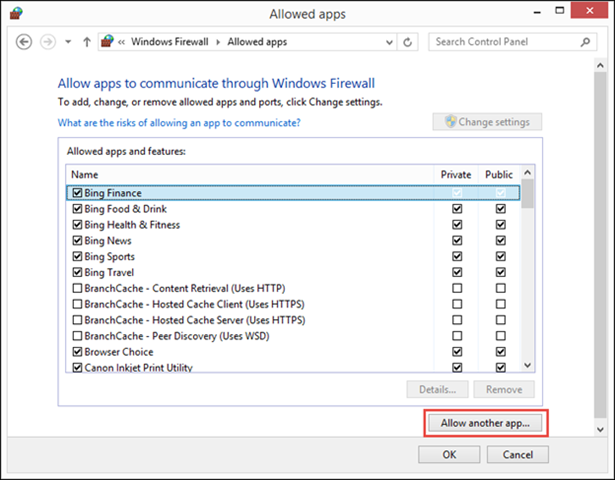 Allowed apps
« Windows Firewall ▸ Allowed apps
Search Control Panel
Allow apps to communicate through Windows Firewall
To add, change, or remove allowed apps and ports, click Change settings.
What are the risks of allowing an app to communicate?
Change settings
Allowed apps and features:
Name Private Public
Bing Finance
Bing Food & Drink
Bing Health & Fitness
Bing News
Bing Sports
Bing Travel
BranchCache - Content Retrieval (Uses HTTP)
BranchCache - Hosted Cache Client (Uses HTTPS)
BranchCache - Hosted Cache Server (Uses HTTPS)
BranchCache - Peer Discovery (Uses WSD)
Browser Choice
Canon Inkjet Print Utility
Details... Remove
Allow another app...
OK Cancel